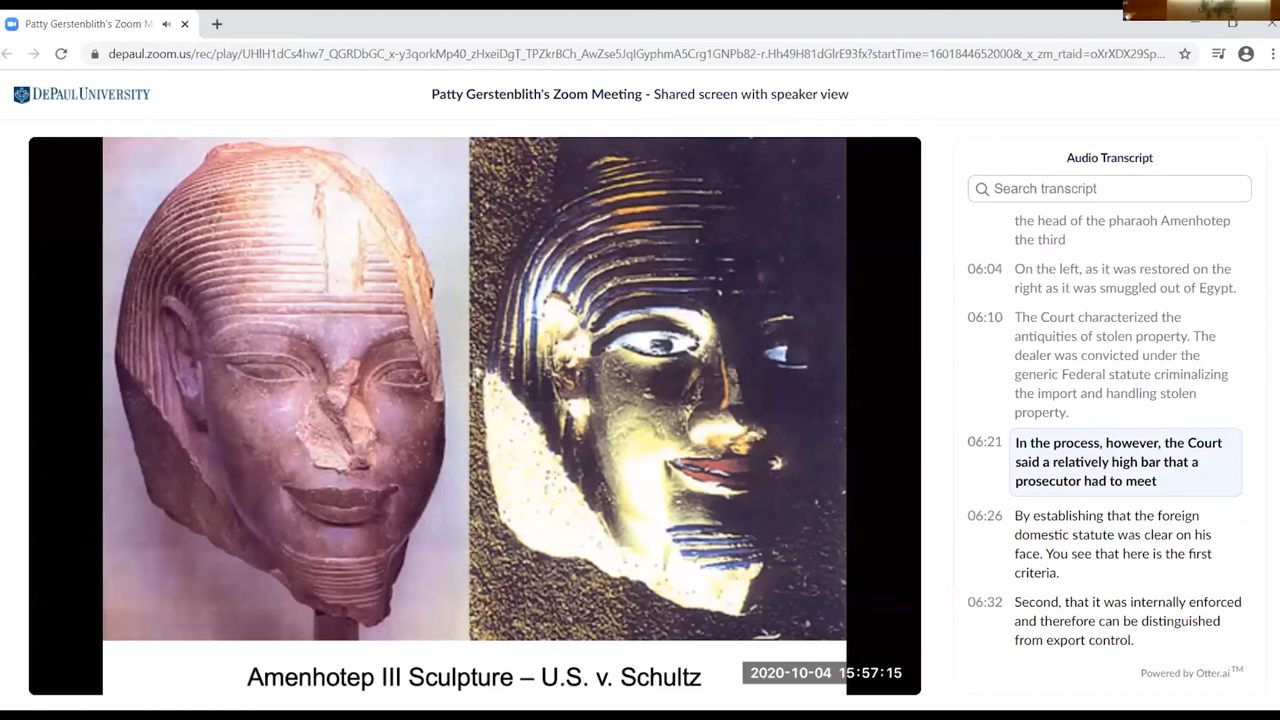 Patty Gerstenblith's Zoom M
depaul.zoom.us/rec/play/UHlH1dCs4hw7_QGRDbGC_x-y3qorkMp40_zHxeiDgT_TPZkrBCh_AwZse5JqIGyphmA5Crg1GNPb82-r.Hh49H81dGlrE93fx?startTime=1601844652000&_x_zm_rtaid=oXrXDX29Sp...
DEPAUL UNIVERSITY
Patty Gerstenblith's Zoom Meeting - Shared screen with speaker view
Amenhotep III Sculpture – U.S. v. Schultz
2020-10-04 15:57:15
Audio Transcript
Search transcript
the head of the pharaoh Amenhotep
the third
06:04 On the left, as it was restored on the
right as it was smuggled out of Egypt.
06:10 The Court characterized the
antiquities of stolen property. The
dealer was convicted under the
generic Federal statute criminalizing
the import and handling stolen
property.
06:21 In the process, however, the Court
said a relatively high bar that a
prosecutor had to meet
06:26 By establishing that the foreign
domestic statute was clear on his
face. You see that here is the first
criteria.
06:32 Second, that it was internally enforced
and therefore can be distinguished
from export control.
Powered by Otter.ai™